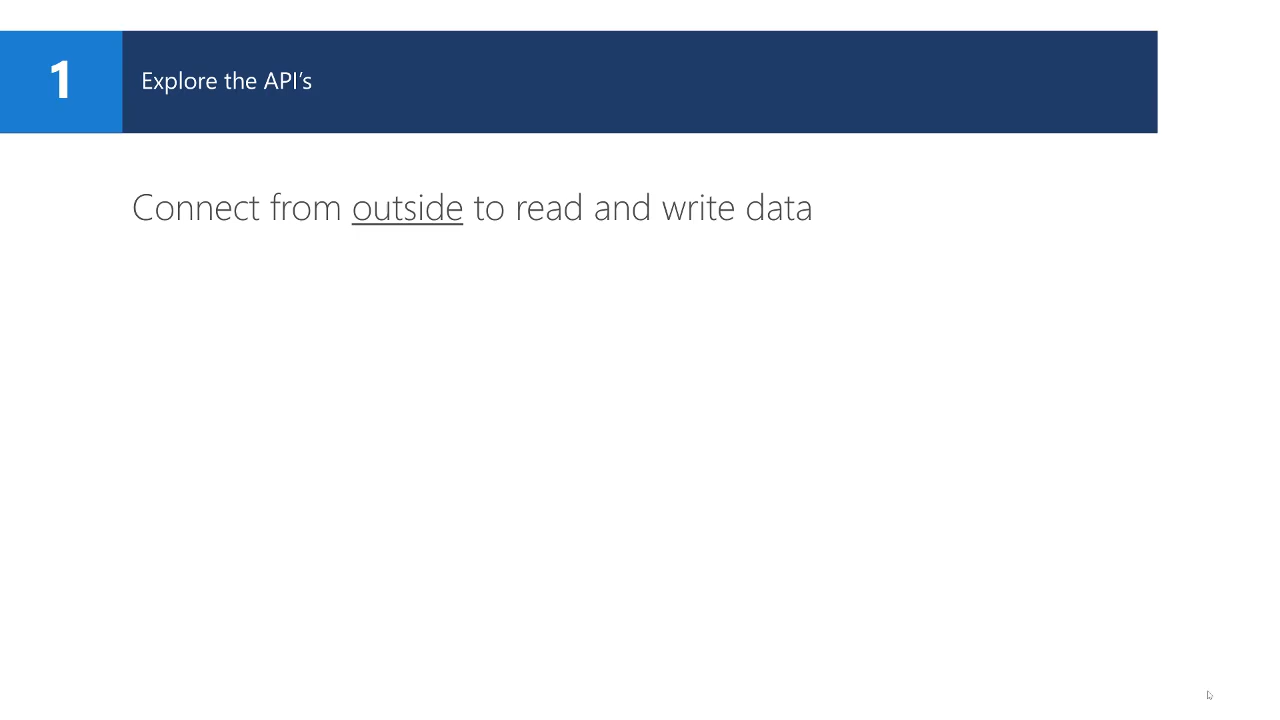 1
Explore the API’s
Connect from outside to read and write data